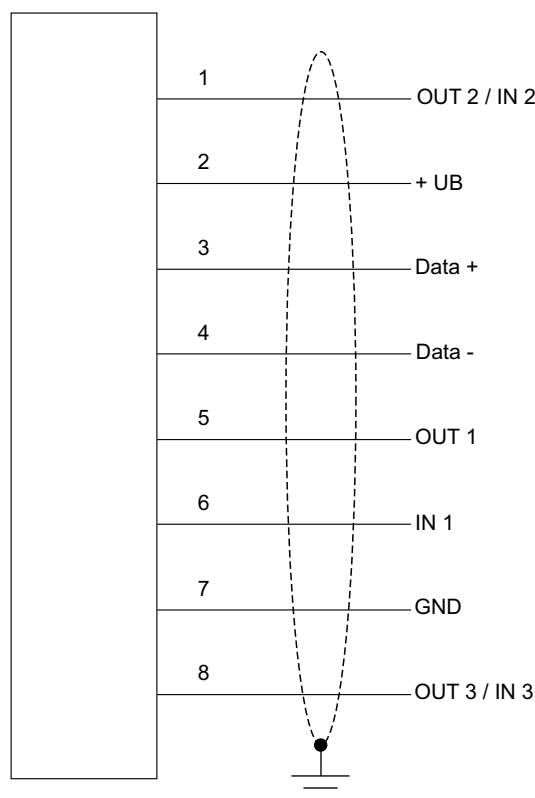 1 OUT 2 / IN 2
2 + UB
3 Data +
4 Data -
5 OUT 1
6 IN 1
7 GND
8 OUT 3 / IN 3